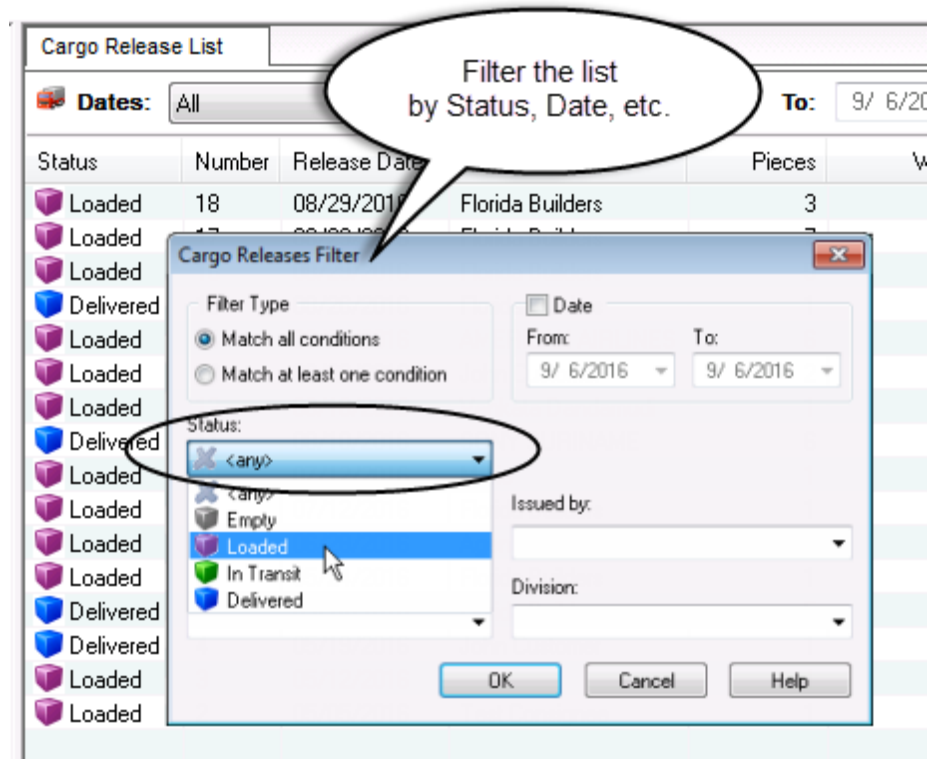 Cargo Release List
Filter the list
by Status, Date, etc.
Dates: All To: 9/ 6/20
Status Number Release Date Pieces
Loaded 18 08/29/201 Florida Builders 3
Loaded
Loaded
Delivered
Loaded
Loaded
Loaded
Delivered
Loaded
Loaded
Loaded
Loaded
Delivered
Delivered
Loaded
Loaded
Cargo Releases Filter
Filter Type
Match all conditions
Match at least one condition
Date
From: To:
9/ 6/2016 9/ 6/2016
Status:
<any>
<any>
Empty
Loaded
In Transit
Delivered
Issued by:
Division:
OK Cancel Help